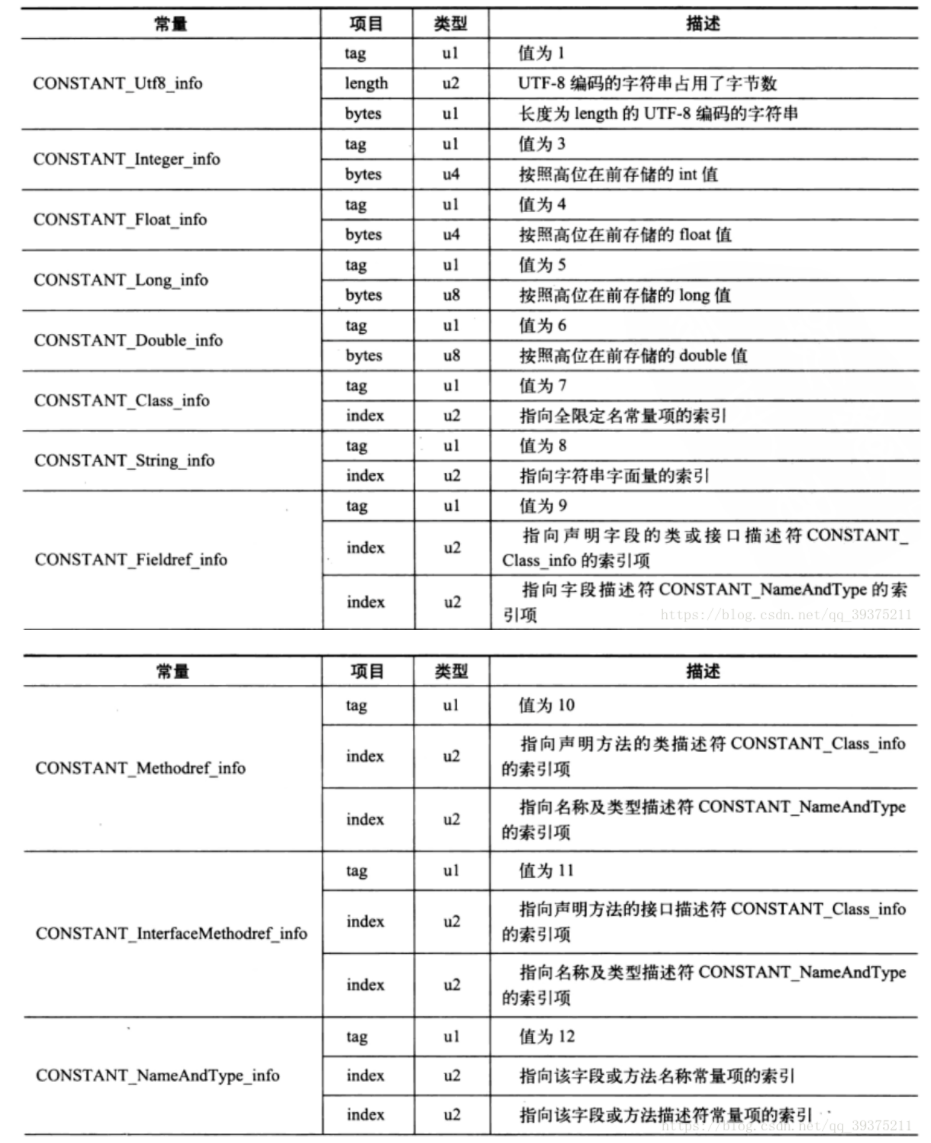 常量 项目 类型 描述
CONSTANT_Utf8_info tag u1 值为 1
length u2 UTF-8 编码的字符串占用了字节数
bytes u1 长度为 length 的 UTF-8 编码的字符串
CONSTANT_Integer_info tag u1 值为 3
bytes u4 按照高位在前存储的 int 值
CONSTANT_Float_info tag u1 值为 4
bytes u4 按照高位在前存储的 float 值
CONSTANT_Long_info tag u1 值为 5
bytes u8 按照高位在前存储的 long 值
CONSTANT_Double_info tag u1 值为 6
bytes u8 按照高位在前存储的 double 值
CONSTANT_Class_info tag u1 值为 7
index u2 指向全限定名常量项的索引
CONSTANT_String_info tag u1 值为 8
index u2 指向字符串字面量的索引
CONSTANT_Fieldref_info tag u1 值为 9
index u2 指向声明字段的类或接口描述符 CONSTANT_
Class_info 的索引项
index u2 指向字段描述符 CONSTANT_NameAndType 的索
引项
https://blog.csdn.net/qq_39375211
常量 项目 类型 描述
CONSTANT_Methodref_info tag u1 值为 10
index u2 指向声明方法的类描述符 CONSTANT_Class_info
的索引项
index u2 指向名称及类型描述符 CONSTANT_NameAndType
的索引项
CONSTANT_InterfaceMethodref_info tag u1 值为 11
index u2 指向声明方法的接口描述符 CONSTANT_Class_info
的索引项
index u2 指向名称及类型描述符 CONSTANT_NameAndType
的索引项
CONSTANT_NameAndType_info tag u1 值为 12
index u2 指向该字段或方法名称常量项的索引
index u2 指向该字段或方法描述符常量项的索引
https://blog.csdn.net/qq_39375211